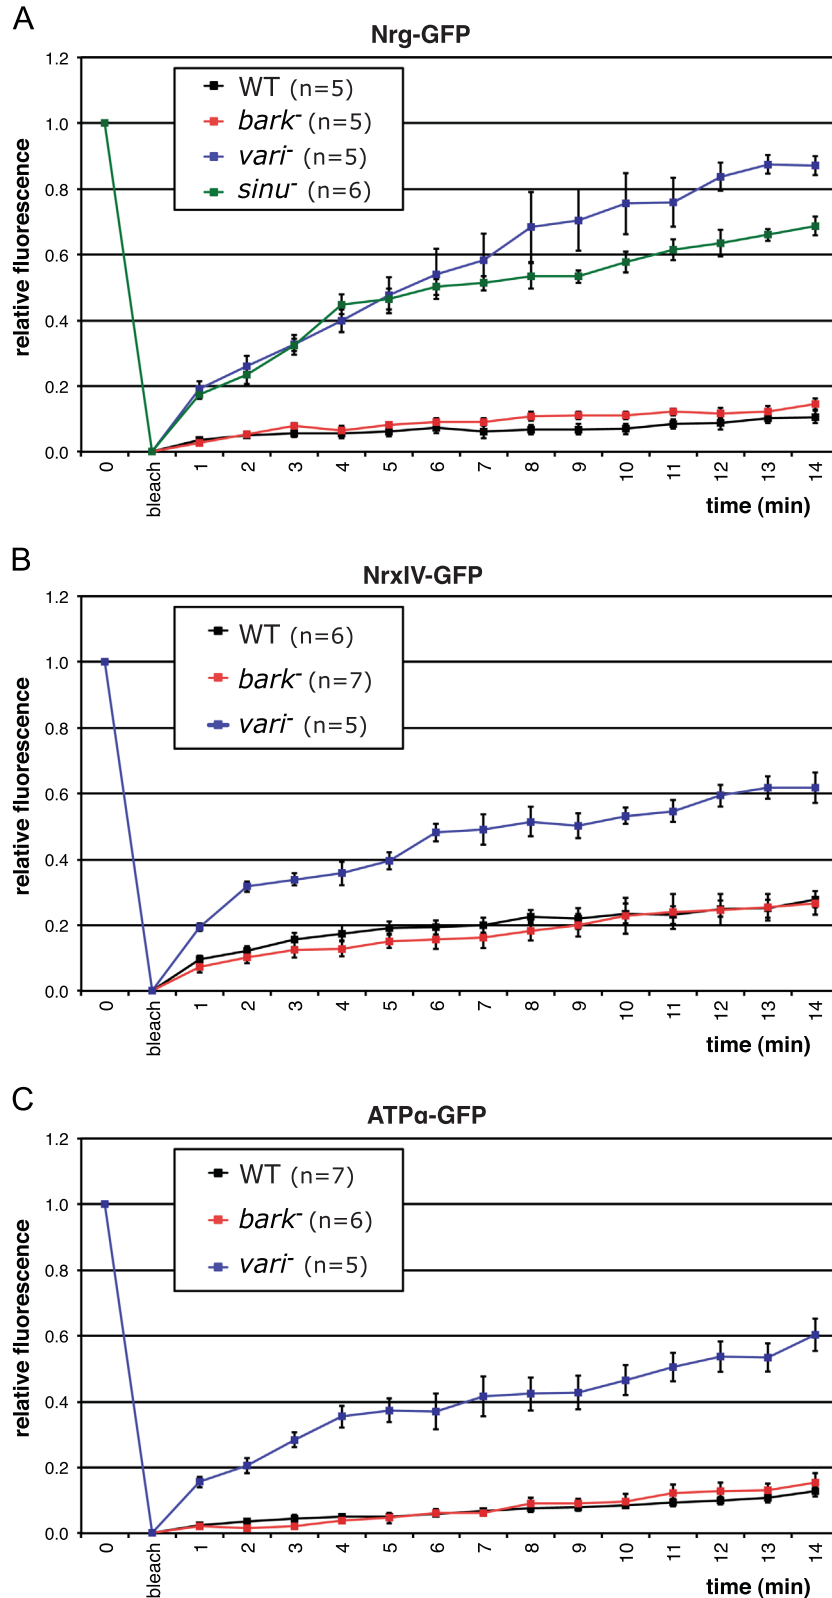 A
Nrg-GFP
relative fluorescence
1.2
1.0
0.8
0.6
0.4
0.2
0.0
WT (n=5)
bark- (n=5)
vari- (n=5)
sinu- (n=6)
0 bleach 1 2 3 4 5 6 7 8 9 10 11 12 13 14
time (min)
B
NrxIV-GFP
relative fluorescence
1.2
1.0
0.8
0.6
0.4
0.2
0.0
WT (n=6)
bark- (n=7)
vari- (n=5)
0 bleach 1 2 3 4 5 6 7 8 9 10 11 12 13 14
time (min)
C
ATPα-GFP
relative fluorescence
1.2
1.0
0.8
0.6
0.4
0.2
0.0
WT (n=7)
bark- (n=6)
vari- (n=5)
0 bleach 1 2 3 4 5 6 7 8 9 10 11 12 13 14
time (min)